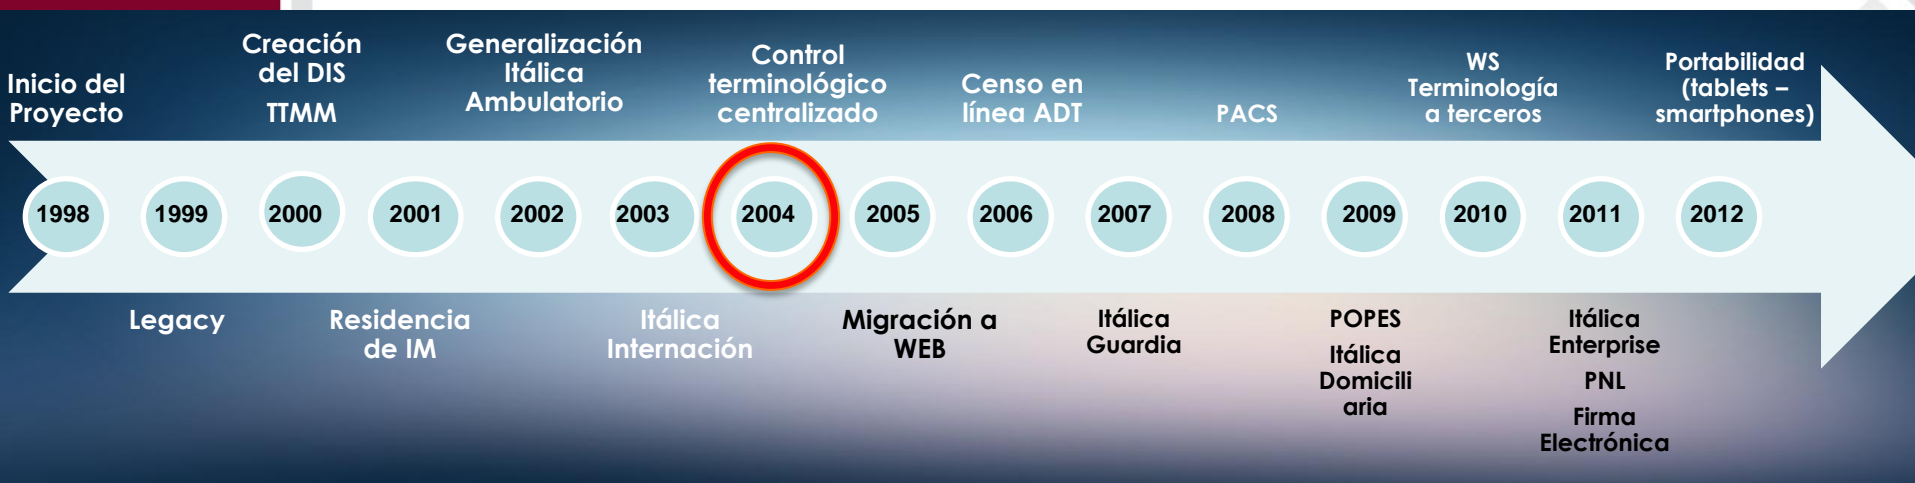 Inicio del
Proyecto
Creación
del DIS
TTMM
Generalización
Itálica
Ambulatorio
Control
terminológico
centralizado
Censo en
línea ADT
PACS
WS
Terminología
a terceros
Portabilidad
(tablets –
smartphones)
1998 1999 2000 2001 2002 2003 2004 2005 2006 2007 2008 2009 2010 2011 2012
Legacy
Residencia
de IM
Itálica
Internación
Migración a
WEB
Itálica
Guardia
POPES
Itálica
Domicili
aria
Itálica
Enterprise
PNL
Firma
Electrónica